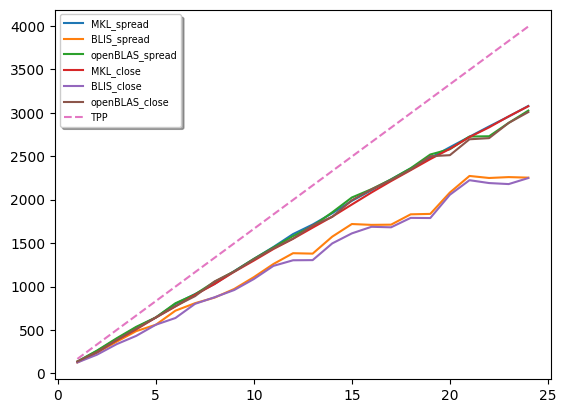 MKL_spread
BLIS_spread
openBLAS_spread
MKL_close
BLIS_close
openBLAS_close
TPP
4000
3500
3000
2500
2000
1500
1000
500
0
0 5 10 15 20 25